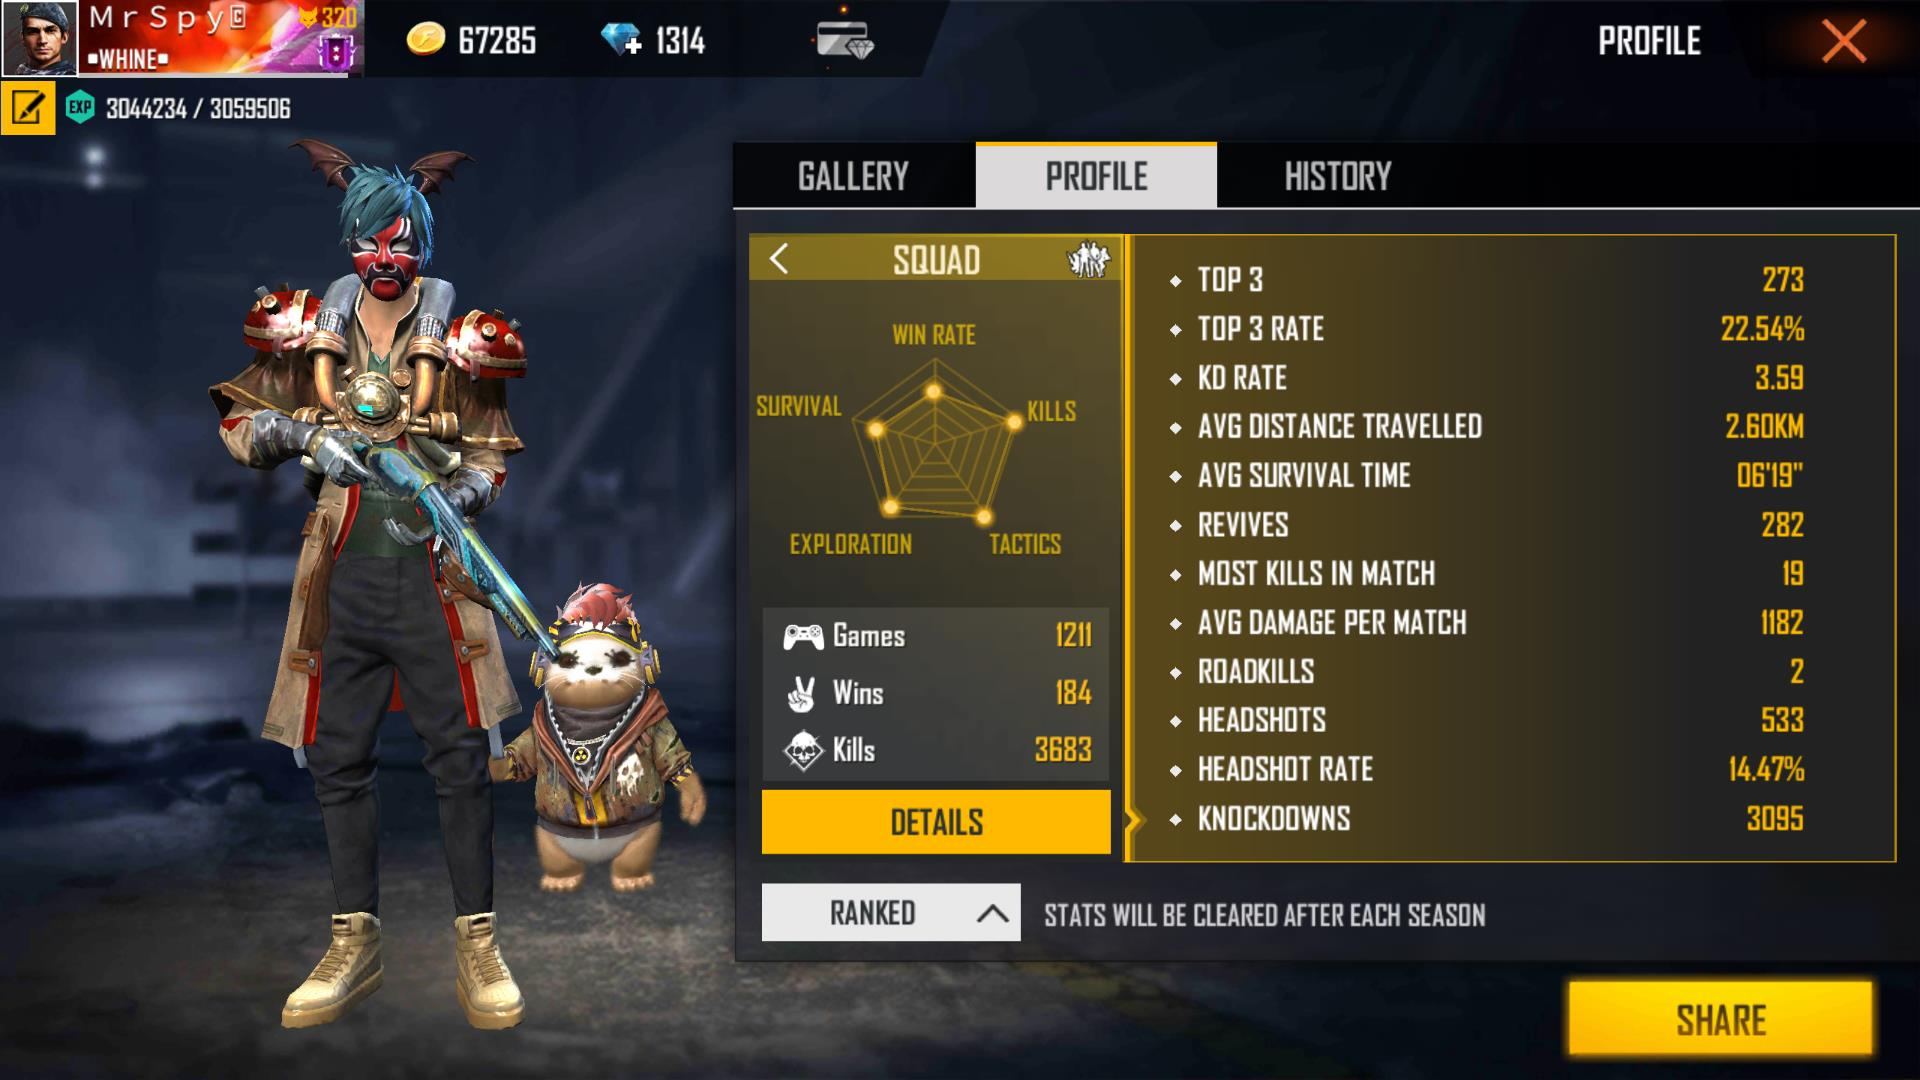 M r S p y 🄲
320
▪WHINE▪
67285
1314
PROFILE
EXP 3044234 / 3059506
GALLERY
PROFILE
HISTORY
SQUAD
WIN RATE
SURVIVAL
KILLS
EXPLORATION
TACTICS
Games 1211
Wins 184
Kills 3683
DETAILS
TOP 3 273
TOP 3 RATE 22.54%
KD RATE 3.59
AVG DISTANCE TRAVELLED 2.60KM
AVG SURVIVAL TIME 06'19"
REVIVES 282
MOST KILLS IN MATCH 19
AVG DAMAGE PER MATCH 1182
ROADKILLS 2
HEADSHOTS 533
HEADSHOT RATE 14.47%
KNOCKDOWNS 3095
RANKED
STATS WILL BE CLEARED AFTER EACH SEASON
SHARE